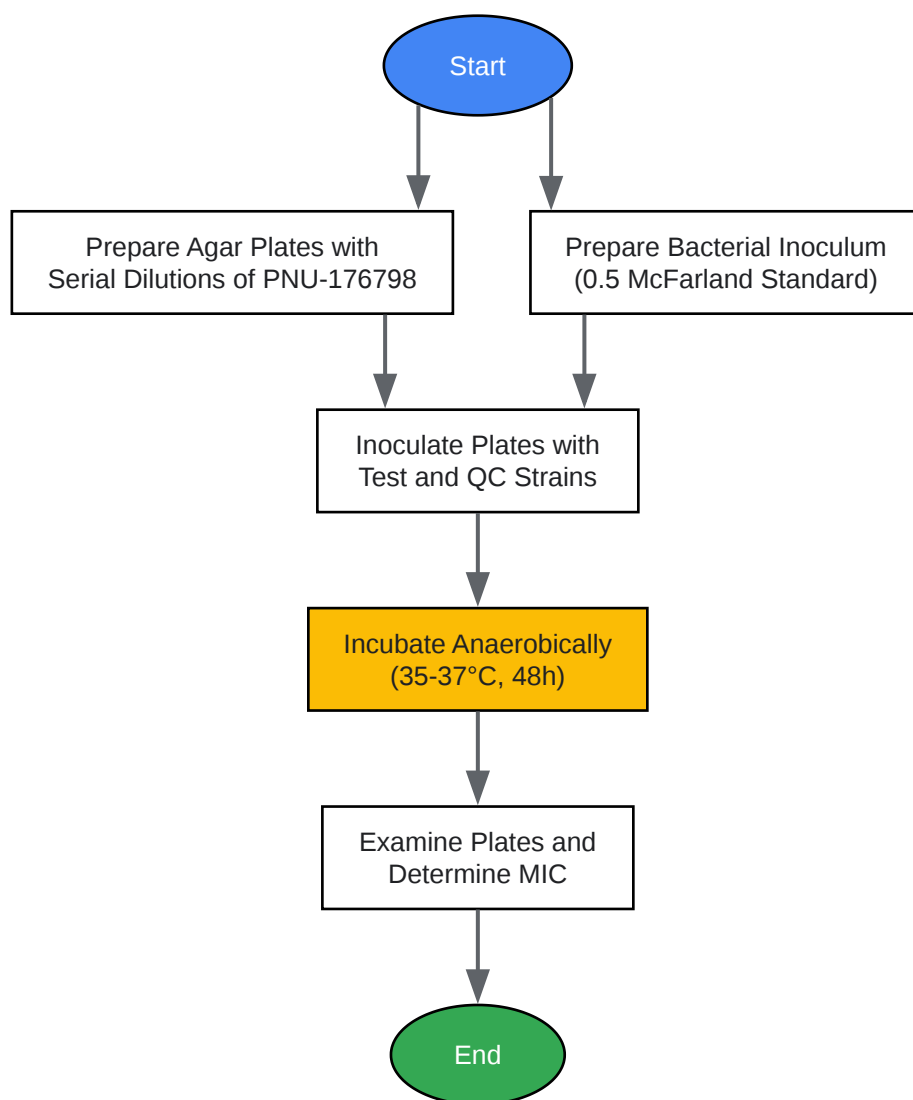 Start
Prepare Agar Plates with
Serial Dilutions of PNU-176798
Prepare Bacterial Inoculum
(0.5 McFarland Standard)
Inoculate Plates with
Test and QC Strains
Incubate Anaerobically
(35-37°C, 48h)
Examine Plates and
Determine MIC
End